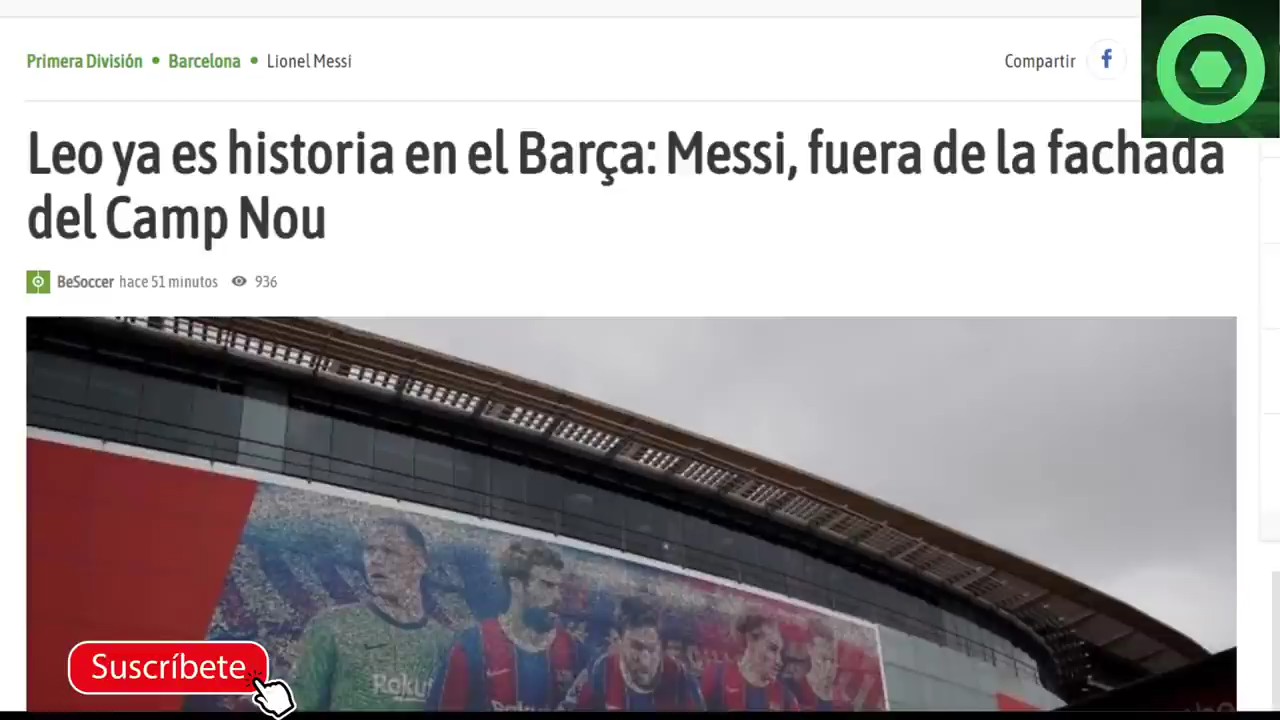 Primera División • Barcelona • Lionel Messi
Compartir
Leo ya es historia en el Barça: Messi, fuera de la fachada
del Camp Nou
BeSoccer hace 51 minutos 936
Suscríbete